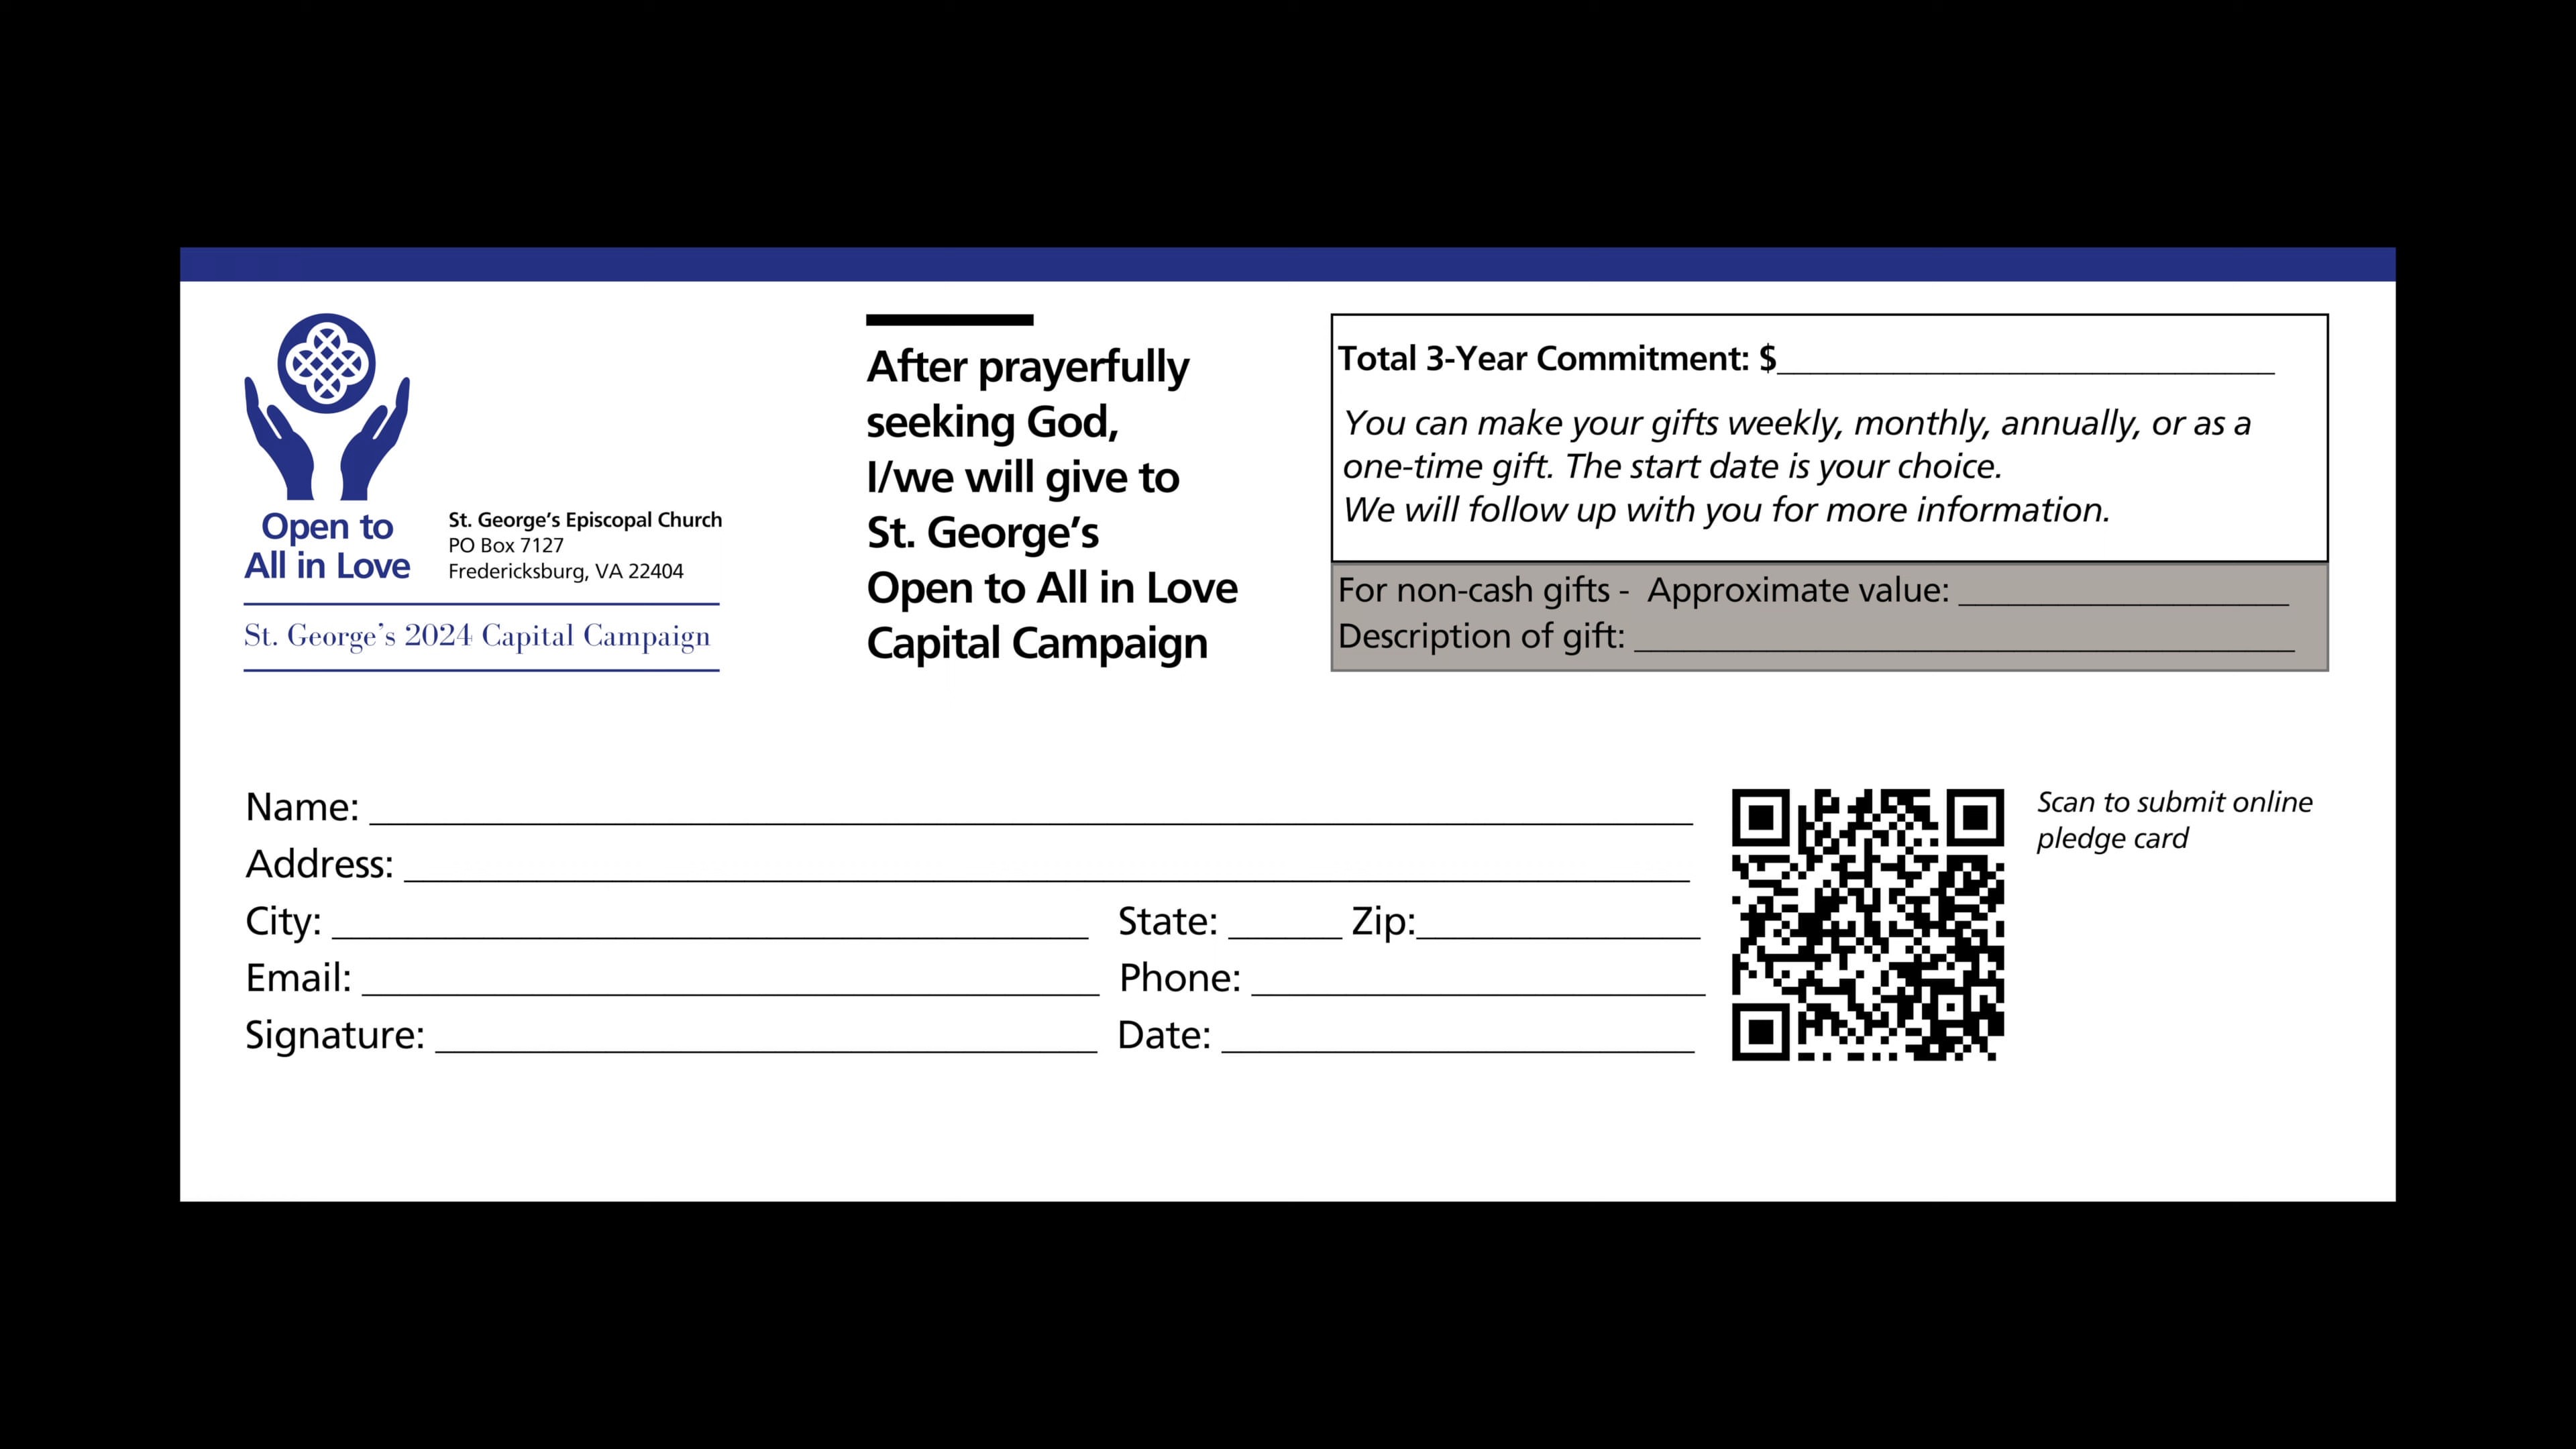 Open to
All in Love
St. George's Episcopal Church
PO Box 7127
Fredericksburg, VA 22404
St. George's 2024 Capital Campaign
After prayerfully
seeking God,
I/we will give to
St. George's
Open to All in Love
Capital Campaign
Total 3-Year Commitment: $
You can make your gifts weekly, monthly, annually, or as a
one-time gift. The start date is your choice.
We will follow up with you for more information.
For non-cash gifts - Approximate value:
Description of gift:
Name:
Address:
City: State: Zip:
Email: Phone:
Signature: Date:
Scan to submit online
pledge card